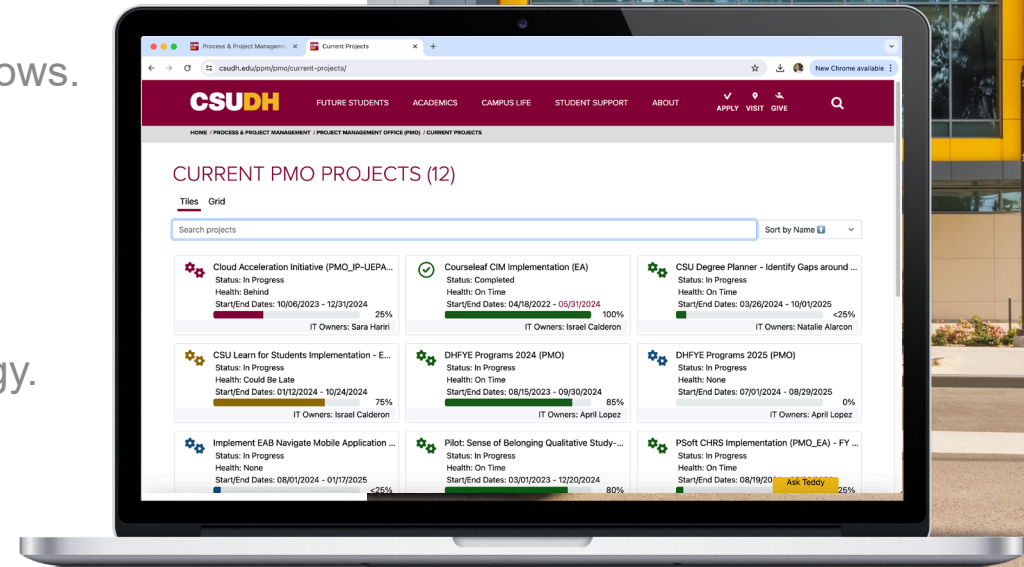 ows.
gy.
Process & Project Manageme
Current Projects
csudh.edu/ppm/pmo/current-projects/
New Chrome available
CSUDH
FUTURE STUDENTS
ACADEMICS
CAMPUS LIFE
STUDENT SUPPORT
ABOUT
APPLY
VISIT
GIVE
HOME / PROCESS & PROJECT MANAGEMENT / PROJECT MANAGEMENT OFFICE (PMO) / CURRENT PROJECTS
CURRENT PMO PROJECTS (12)
Tiles Grid
Search projects
Sort by Name
Cloud Acceleration Initiative (PMO_IP-UEPA...
Status: In Progress
Health: Behind
Start/End Dates: 10/06/2023 - 12/31/2024
25%
IT Owners: Sara Hariri
Courseleaf CIM Implementation (EA)
Status: Completed
Health: On Time
Start/End Dates: 04/18/2022 - 05/31/2024
100%
IT Owners: Israel Calderon
CSU Degree Planner - Identify Gaps around ...
Status: In Progress
Health: On Time
Start/End Dates: 03/26/2024 - 10/01/2025
<25%
IT Owners: Natalie Alarcon
CSU Learn for Students Implementation - E...
Status: In Progress
Health: Could Be Late
Start/End Dates: 01/12/2024 - 10/24/2024
75%
IT Owners: Israel Calderon
DHFYE Programs 2024 (PMO)
Status: In Progress
Health: On Time
Start/End Dates: 08/15/2023 - 09/30/2024
85%
IT Owners: April Lopez
DHFYE Programs 2025 (PMO)
Status: In Progress
Health: None
Start/End Dates: 07/01/2024 - 08/29/2025
0%
IT Owners: April Lopez
Implement EAB Navigate Mobile Application ...
Status: In Progress
Health: None
Start/End Dates: 08/01/2024 - 01/17/2025
<25%
Pilot: Sense of Belonging Qualitative Study-...
Status: In Progress
Health: On Time
Start/End Dates: 03/01/2023 - 12/20/2024
80%
PSoft CHRS Implementation (PMO_EA) - FY ...
Status: In Progress
Health: On Time
Start/End Dates: 08/19/20
25%
Ask Teddy